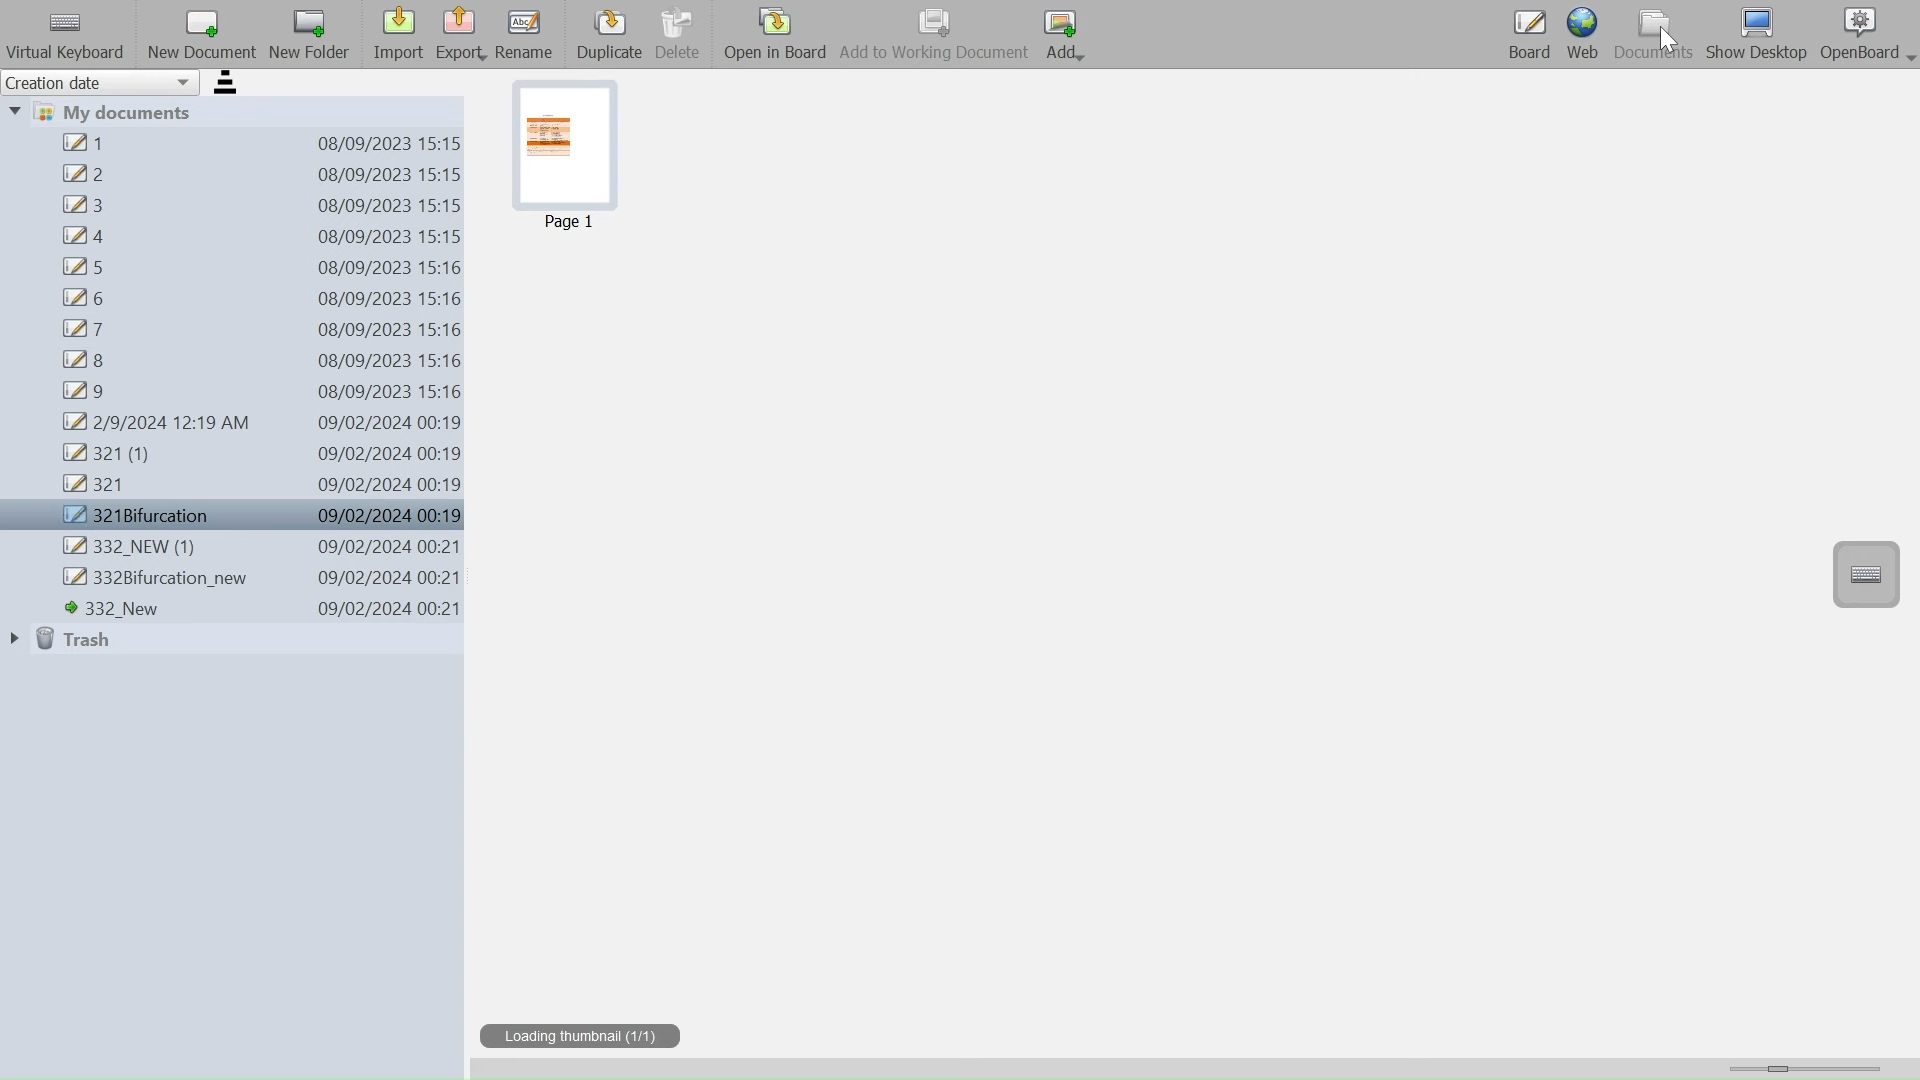 Virtual Keyboard New Document New Folder Import Export Rename Duplicate Delete Open in Board Add to Working Document Add Board Web Documents Show Desktop OpenBoard
Creation date
My documents
1 08/09/2023 15:15
2 08/09/2023 15:15
3 08/09/2023 15:15
4 08/09/2023 15:15
5 08/09/2023 15:16
6 08/09/2023 15:16
7 08/09/2023 15:16
8 08/09/2023 15:16
9 08/09/2023 15:16
2/9/2024 12:19 AM 09/02/2024 00:19
321 (1) 09/02/2024 00:19
321 09/02/2024 00:19
321Bifurcation 09/02/2024 00:19
332_NEW (1) 09/02/2024 00:21
332Bifurcation_new 09/02/2024 00:21
332_New 09/02/2024 00:21
Trash
Page 1
Loading thumbnail (1/1)